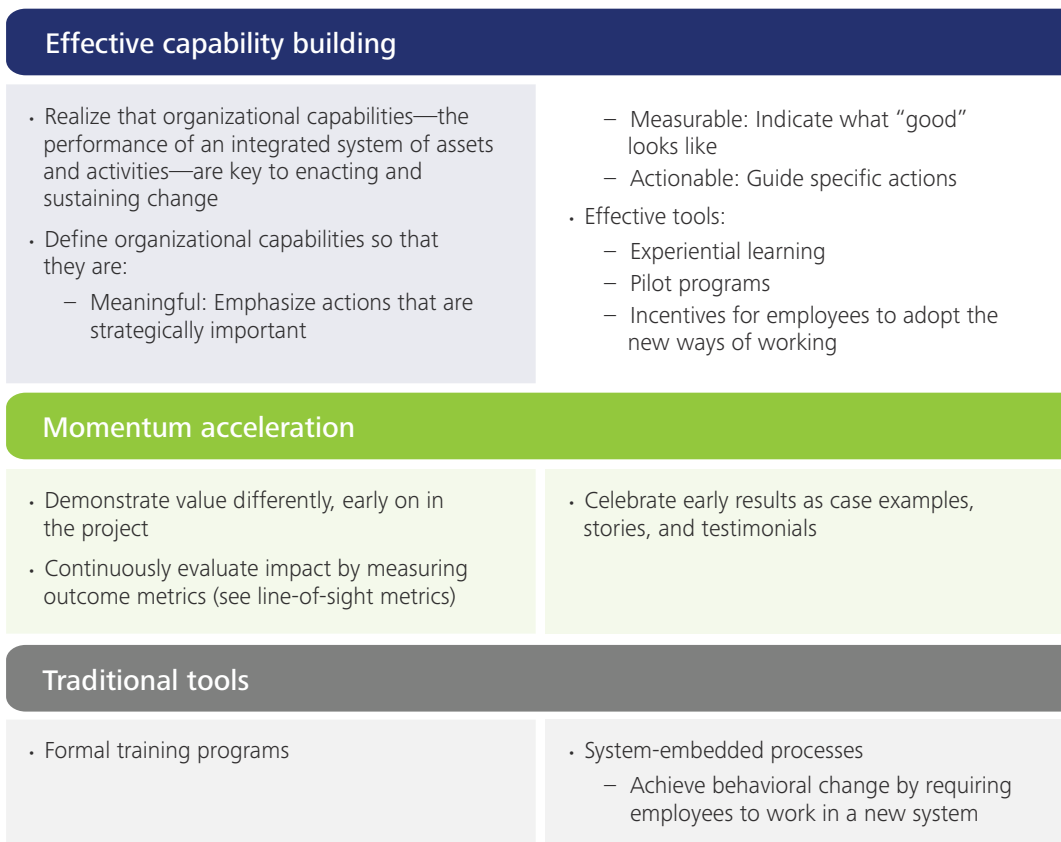 Effective capability building
• Realize that organizational capabilities—the
performance of an integrated system of assets
and activities—are key to enacting and
sustaining change
• Define organizational capabilities so that
they are:
– Meaningful: Emphasize actions that are
strategically important
– Measurable: Indicate what “good”
looks like
– Actionable: Guide specific actions
• Effective tools:
– Experiential learning
– Pilot programs
– Incentives for employees to adopt the
new ways of working
Momentum acceleration
• Demonstrate value differently, early on in
the project
• Continuously evaluate impact by measuring
outcome metrics (see line-of-sight metrics)
• Celebrate early results as case examples,
stories, and testimonials
Traditional tools
• Formal training programs
• System-embedded processes
– Achieve behavioral change by requiring
employees to work in a new system